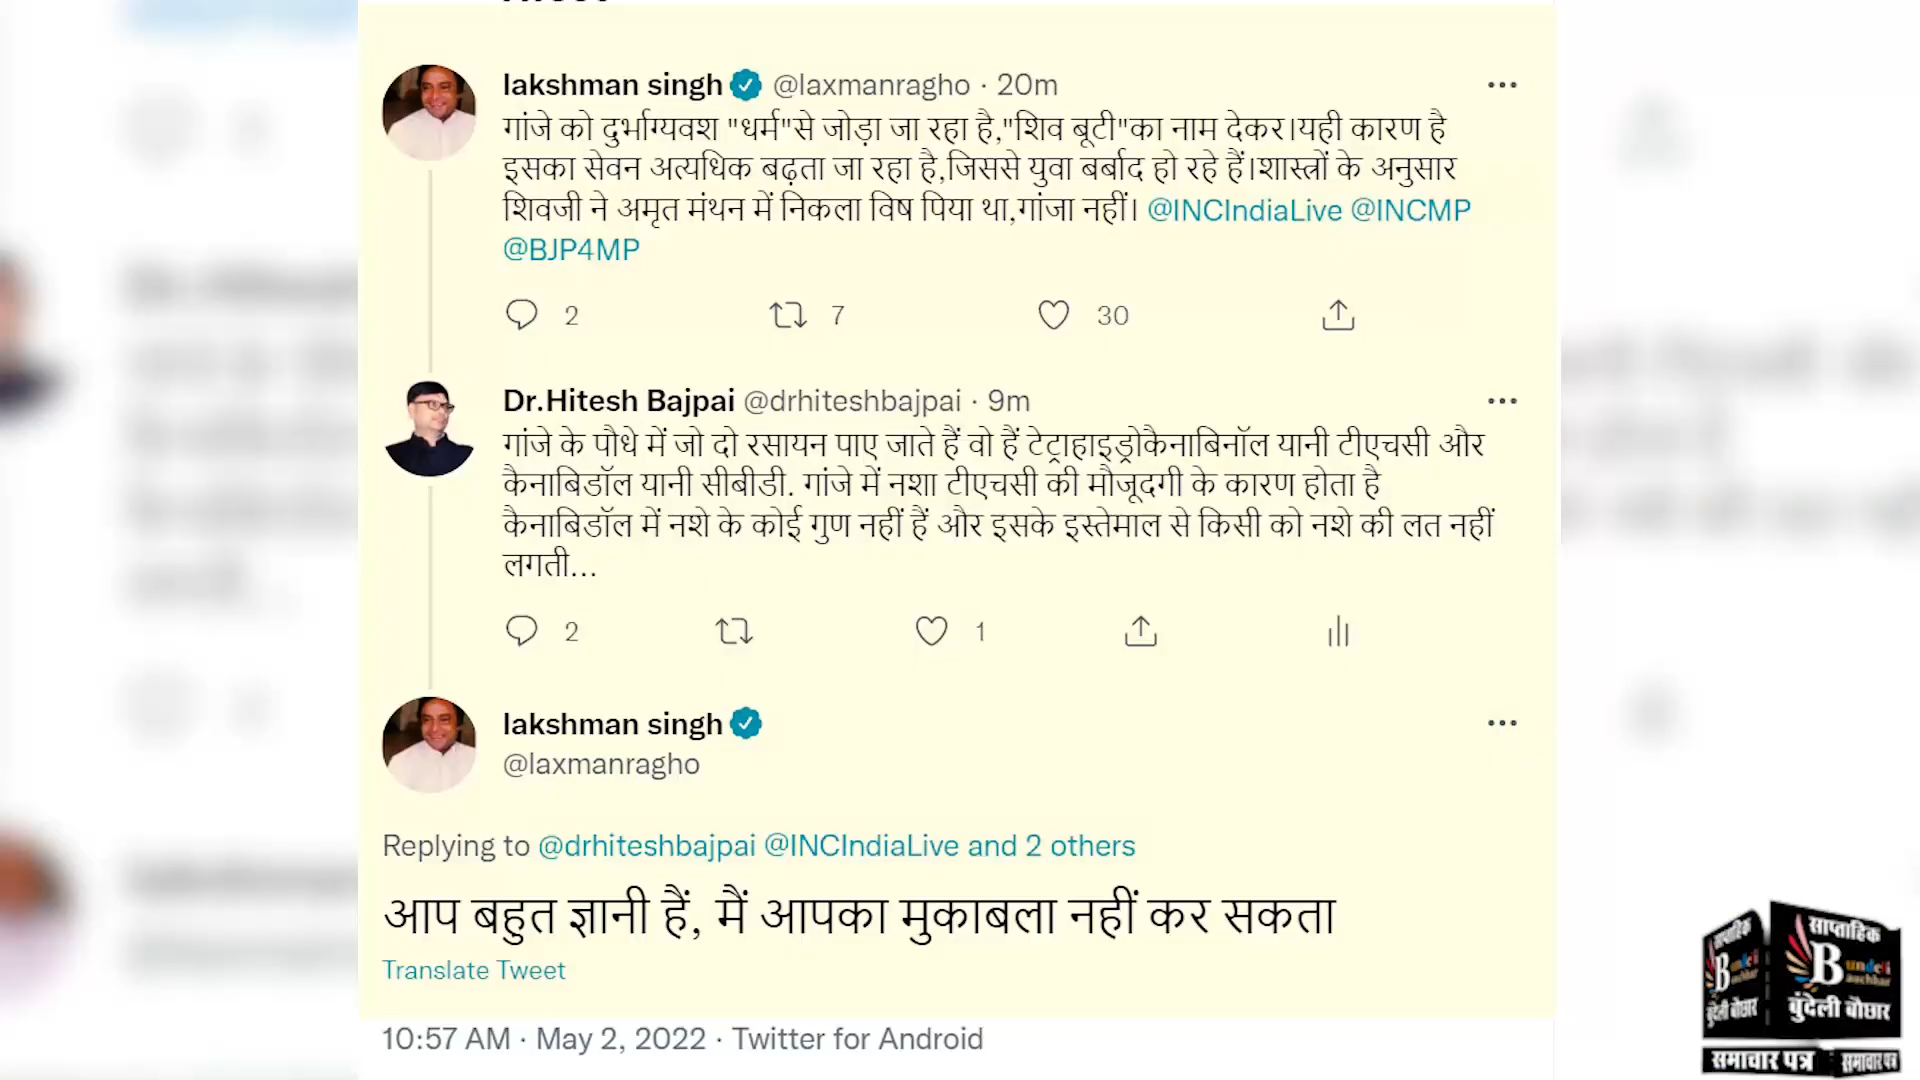 lakshman singh @laxmanragho · 20m
गांजे को दुर्भाग्यवश "धर्म"से जोड़ा जा रहा है,"शिव बूटी"का नाम देकर।यही कारण है
इसका सेवन अत्यधिक बढ़ता जा रहा है,जिससे युवा बर्बाद हो रहे हैं।शास्त्रों के अनुसार
शिवजी ने अमृत मंथन में निकला विष पिया था,गांजा नहीं। @INCIndiaLive @INCMP
@BJP4MP
2 7 30
Dr.Hitesh Bajpai @drhiteshbajpai · 9m
गांजे के पौधे में जो दो रसायन पाए जाते हैं वो हैं टेट्राहाइड्रोकैनाबिनॉल यानी टीएचसी और
कैनाबिडॉल यानी सीबीडी. गांजे में नशा टीएचसी की मौजूदगी के कारण होता है
कैनाबिडॉल में नशे के कोई गुण नहीं हैं और इसके इस्तेमाल से किसी को नशे की लत नहीं
लगती...
2 1
lakshman singh
@laxmanragho
Replying to @drhiteshbajpai @INCIndiaLive and 2 others
आप बहुत ज्ञानी हैं, मैं आपका मुकाबला नहीं कर सकता
Translate Tweet
10:57 AM · May 2, 2022 · Twitter for Android
साप्ताहिक
Bundeli
बुंदेली बौछार
समाचार पत्र